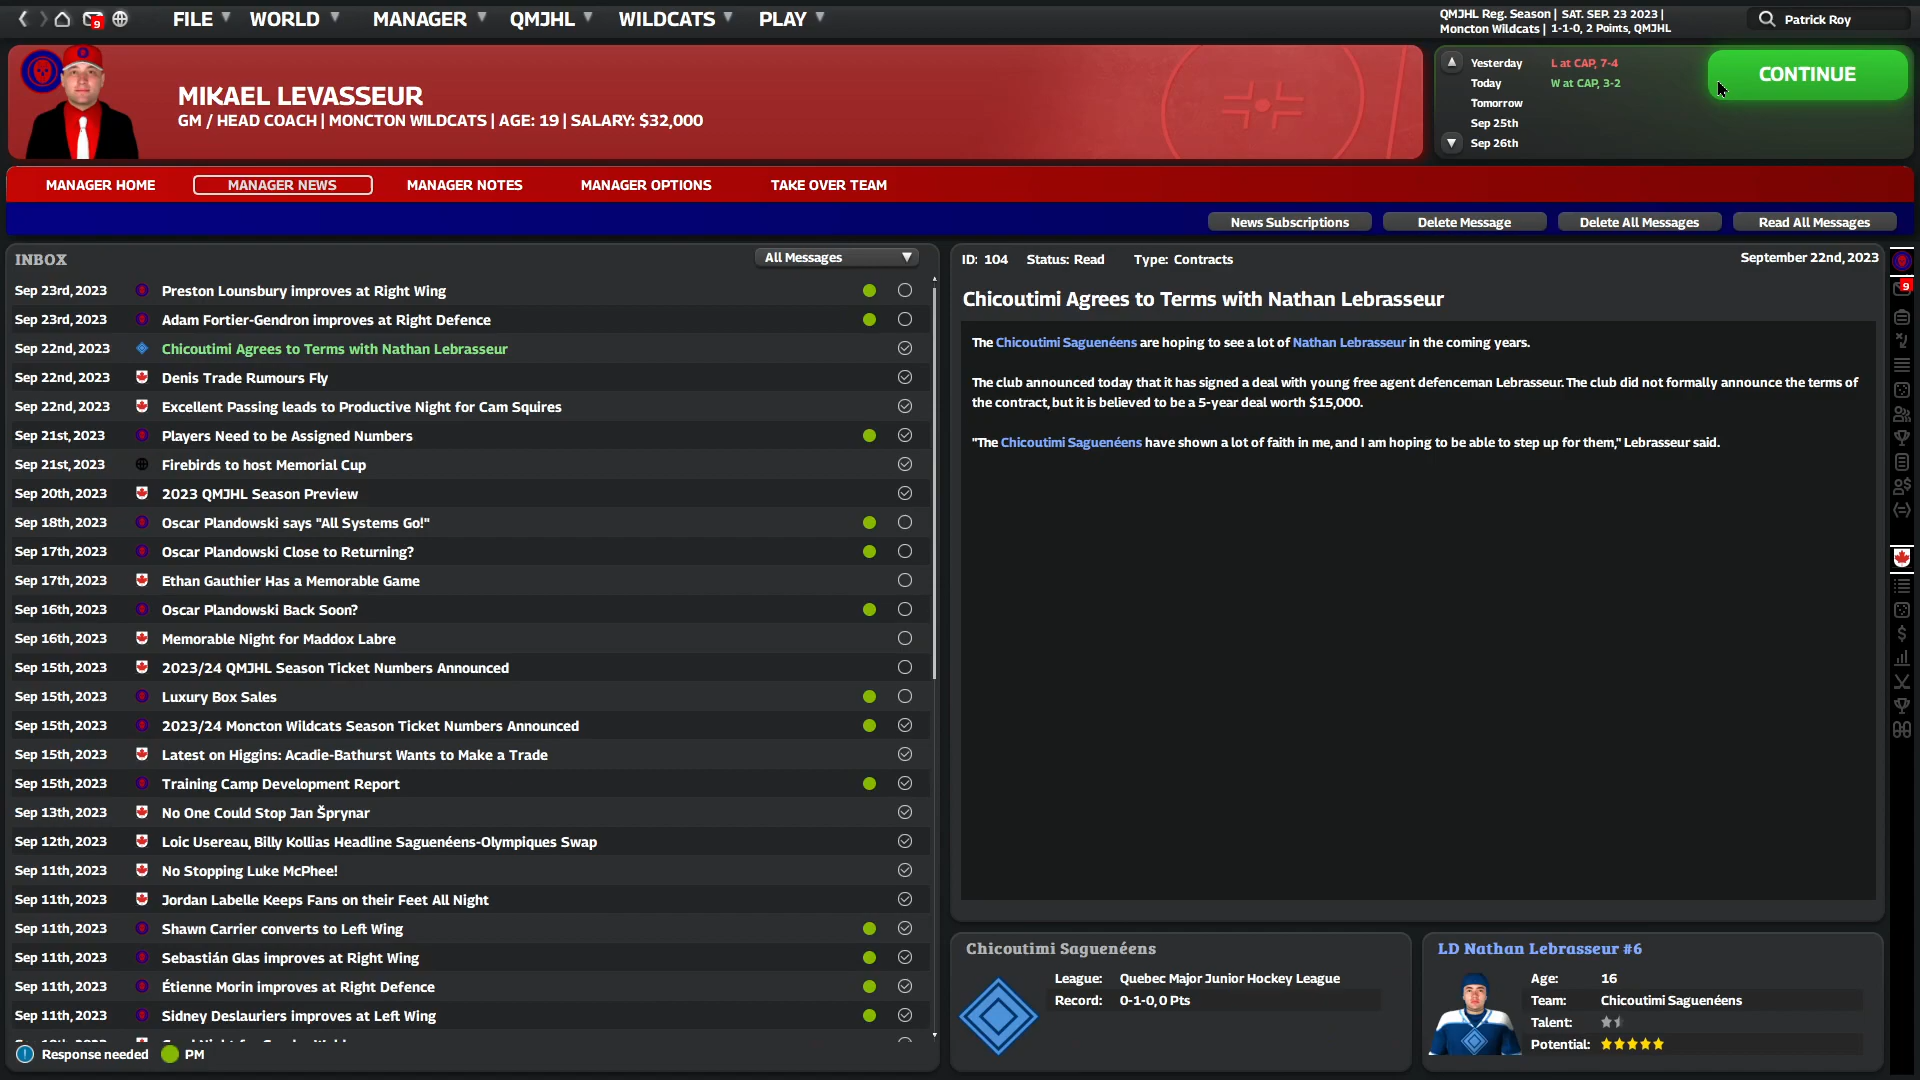 FILE WORLD MANAGER QMJHL WILDCATS PLAY
QMJHL Reg. Season | SAT. SEP. 23 2023 |
Moncton Wildcats | 1-1-0, 2 Points, QMJHL
Patrick Roy
9
MIKAEL LEVASSEUR
GM / HEAD COACH | MONCTON WILDCATS | AGE: 19 | SALARY: $32,000
Yesterday L at CAP, 7-4
Today W at CAP, 3-2
Tomorrow
Sep 25th
Sep 26th
CONTINUE
MANAGER HOME MANAGER NEWS MANAGER NOTES MANAGER OPTIONS TAKE OVER TEAM
News Subscriptions Delete Message Delete All Messages Read All Messages
INBOX All Messages
Sep 23rd, 2023 Preston Lounsbury improves at Right Wing
Sep 23rd, 2023 Adam Fortier-Gendron improves at Right Defence
Sep 22nd, 2023 Chicoutimi Agrees to Terms with Nathan Lebrasseur
Sep 22nd, 2023 Denis Trade Rumours Fly
Sep 22nd, 2023 Excellent Passing leads to Productive Night for Cam Squires
Sep 21st, 2023 Players Need to be Assigned Numbers
Sep 21st, 2023 Firebirds to host Memorial Cup
Sep 20th, 2023 2023 QMJHL Season Preview
Sep 18th, 2023 Oscar Plandowski says "All Systems Go!"
Sep 17th, 2023 Oscar Plandowski Close to Returning?
Sep 17th, 2023 Ethan Gauthier Has a Memorable Game
Sep 16th, 2023 Oscar Plandowski Back Soon?
Sep 16th, 2023 Memorable Night for Maddox Labre
Sep 15th, 2023 2023/24 QMJHL Season Ticket Numbers Announced
Sep 15th, 2023 Luxury Box Sales
Sep 15th, 2023 2023/24 Moncton Wildcats Season Ticket Numbers Announced
Sep 15th, 2023 Latest on Higgins: Acadie-Bathurst Wants to Make a Trade
Sep 15th, 2023 Training Camp Development Report
Sep 13th, 2023 No One Could Stop Jan Šprynar
Sep 12th, 2023 Loic Usereau, Billy Kollias Headline Saguenéens-Olympiques Swap
Sep 11th, 2023 No Stopping Luke McPhee!
Sep 11th, 2023 Jordan Labelle Keeps Fans on their Feet All Night
Sep 11th, 2023 Shawn Carrier converts to Left Wing
Sep 11th, 2023 Sebastián Glas improves at Right Wing
Sep 11th, 2023 Étienne Morin improves at Right Defence
Sep 11th, 2023 Sidney Deslauriers improves at Left Wing
Response needed PM
ID: 104 Status: Read Type: Contracts September 22nd, 2023
Chicoutimi Agrees to Terms with Nathan Lebrasseur
The Chicoutimi Saguenéens are hoping to see a lot of Nathan Lebrasseur in the coming years.
The club announced today that it has signed a deal with young free agent defenceman Lebrasseur. The club did not formally announce the terms of
the contract, but it is believed to be a 5-year deal worth $15,000.
"The Chicoutimi Saguenéens have shown a lot of faith in me, and I am hoping to be able to step up for them," Lebrasseur said.
Chicoutimi Saguenéens
League: Quebec Major Junior Hockey League
Record: 0-1-0, 0 Pts
LD Nathan Lebrasseur #6
Age: 16
Team: Chicoutimi Saguenéens
Talent:
Potential:
9